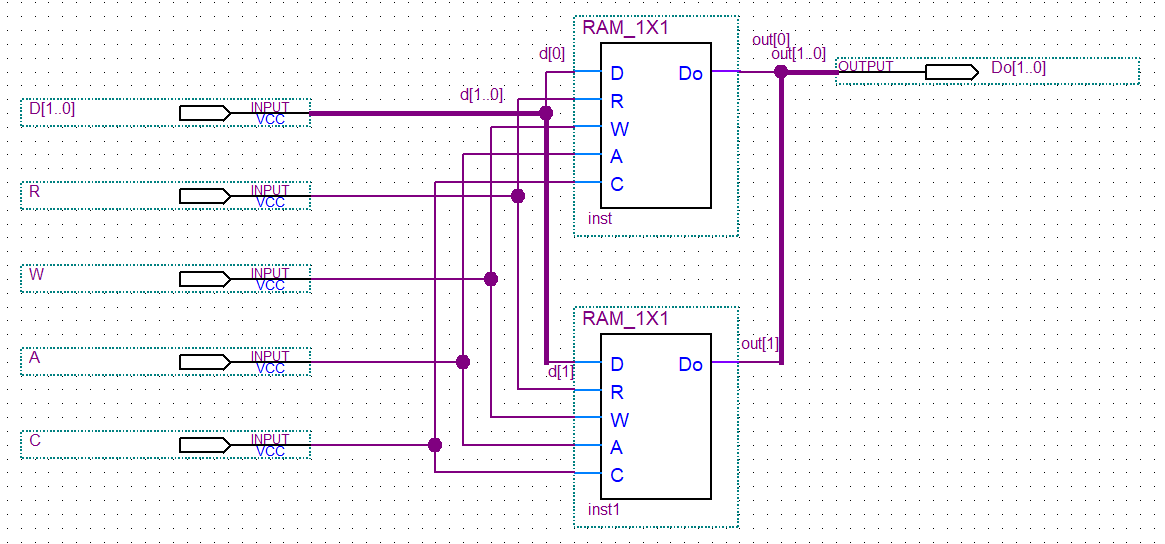 RAM_1X1
out[0]
d[0]
out[1..0]
OUTPUT
Do[1..0]
D
Do
d[1..0]
R
D[1..0]
INPUT
VCC
W
A
R
INPUT
VCC
C
inst
W
INPUT
VCC
RAM_1X1
out[1]
A
INPUT
VCC
D
Do
d[1]
R
W
C
INPUT
VCC
A
C
inst1